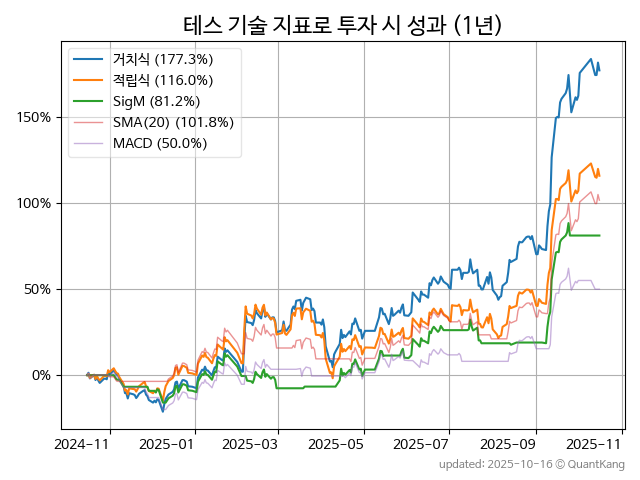 테스 기술 지표로 투자 시 성과 (1년)
거치식 (177.3%)
적립식 (116.0%)
SigM (81.2%)
SMA(20) (101.8%)
MACD (50.0%)
150%
100%
50%
0%
2024-11 2025-01 2025-03 2025-05 2025-07 2025-09 2025-11
updated: 2025-10-16 © QuantKang